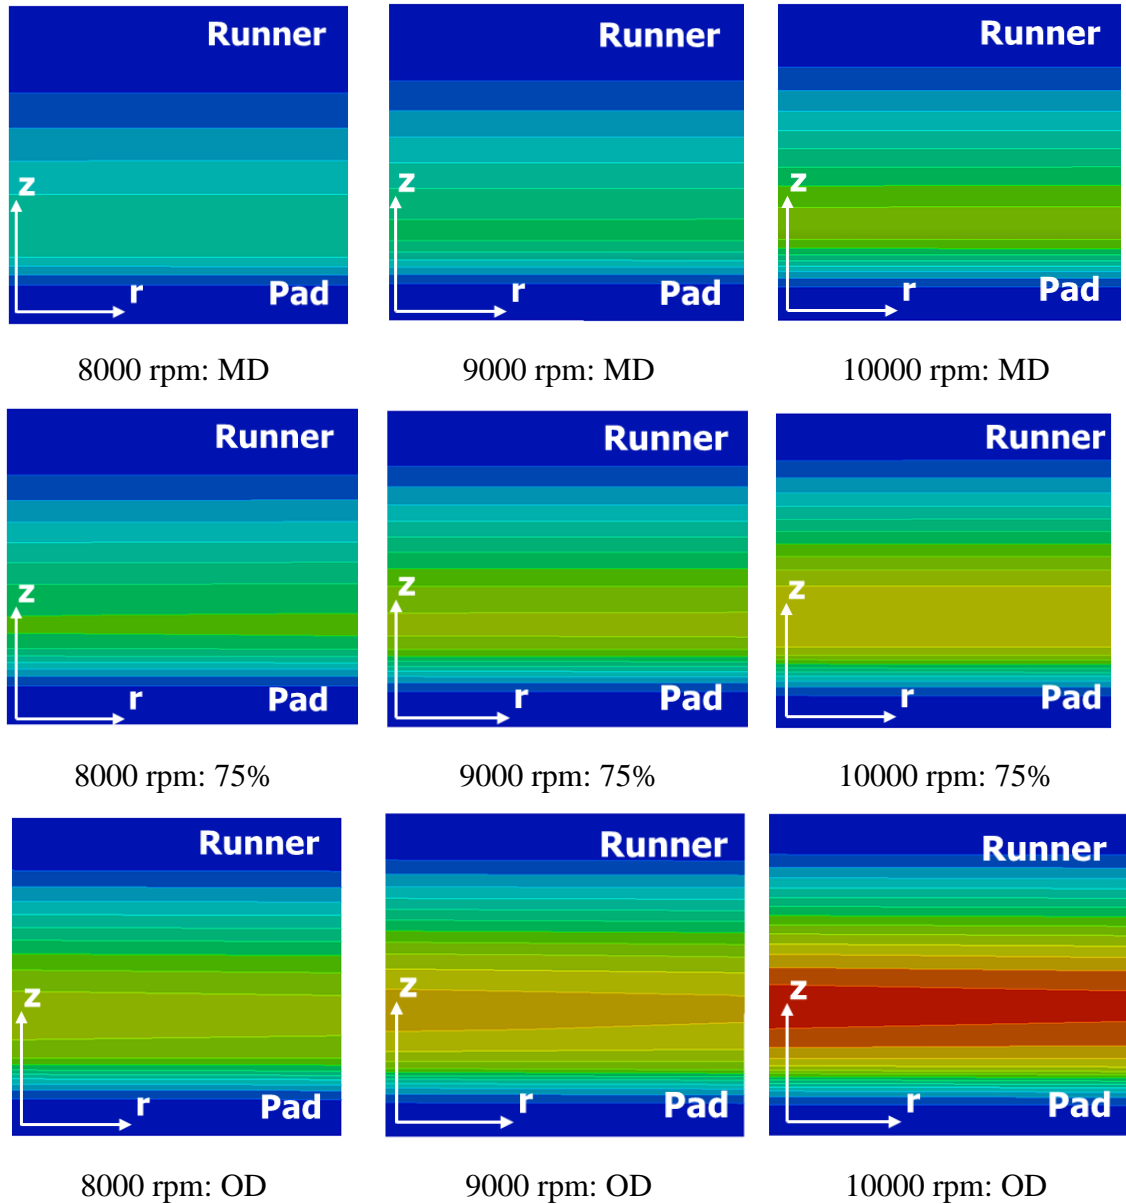 Runner Runner Runner
z z z
r Pad r Pad r Pad
8000 rpm: MD 9000 rpm: MD 10000 rpm: MD
Runner Runner Runner
z z z
r Pad r Pad r Pad
8000 rpm: 75% 9000 rpm: 75% 10000 rpm: 75%
Runner Runner Runner
z z z
r Pad r Pad r Pad
8000 rpm: OD 9000 rpm: OD 10000 rpm: OD